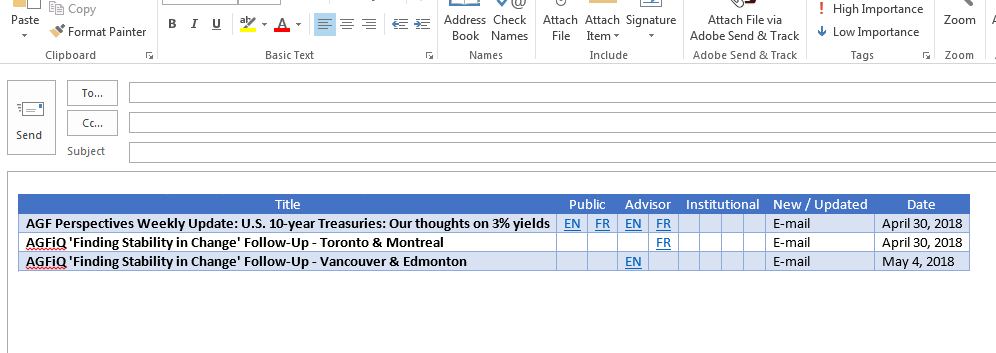 Paste
Copy
Format Painter
Clipboard
B I U
Basic Text
Address Book
Check Names
Names
Attach File
Attach Item
Signature
Include
Attach File via Adobe Send & Track
Adobe Send & Track
High Importance
Low Importance
Tags
Zoom
Zoom
Send
To...
Cc...
Subject
Title Public Advisor Institutional New / Updated Date
AGF Perspectives Weekly Update: U.S. 10-year Treasuries: Our thoughts on 3% yields EN FR EN FR E-mail April 30, 2018
AGFiQ 'Finding Stability in Change' Follow-Up - Toronto & Montreal FR E-mail April 30, 2018
AGFiQ 'Finding Stability in Change' Follow-Up - Vancouver & Edmonton EN E-mail May 4, 2018